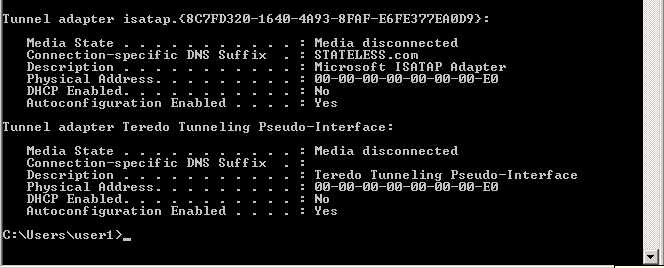 Tunnel adapter isatap.{8C7FD320-1640-4A93-8FAF-E6FE377EA0D9}:
Media State . . . . . . . . . . . : Media disconnected
Connection-specific DNS Suffix  . : STATELESS.com
Description . . . . . . . . . . . : Microsoft ISATAP Adapter
Physical Address. . . . . . . . . : 00-00-00-00-00-00-00-E0
DHCP Enabled. . . . . . . . . . . : No
Autoconfiguration Enabled . . . . : Yes
Tunnel adapter Teredo Tunneling Pseudo-Interface:
Media State . . . . . . . . . . . : Media disconnected
Connection-specific DNS Suffix  . :
Description . . . . . . . . . . . : Teredo Tunneling Pseudo-Interface
Physical Address. . . . . . . . . : 00-00-00-00-00-00-00-E0
DHCP Enabled. . . . . . . . . . . : No
Autoconfiguration Enabled . . . . : Yes
C:\Users\user1>_